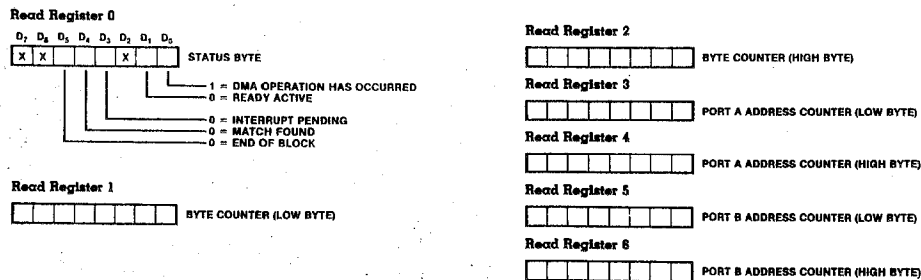 Read Register 0
D7 D6 D5 D4 D3 D2 D1 D0
X X X STATUS BYTE
1 = DMA OPERATION HAS OCCURRED
0 = READY ACTIVE
0 = INTERRUPT PENDING
0 = MATCH FOUND
0 = END OF BLOCK
Read Register 1
BYTE COUNTER (LOW BYTE)
Read Register 2
BYTE COUNTER (HIGH BYTE)
Read Register 3
PORT A ADDRESS COUNTER (LOW BYTE)
Read Register 4
PORT A ADDRESS COUNTER (HIGH BYTE)
Read Register 5
PORT B ADDRESS COUNTER (LOW BYTE)
Read Register 6
PORT B ADDRESS COUNTER (HIGH BYTE)